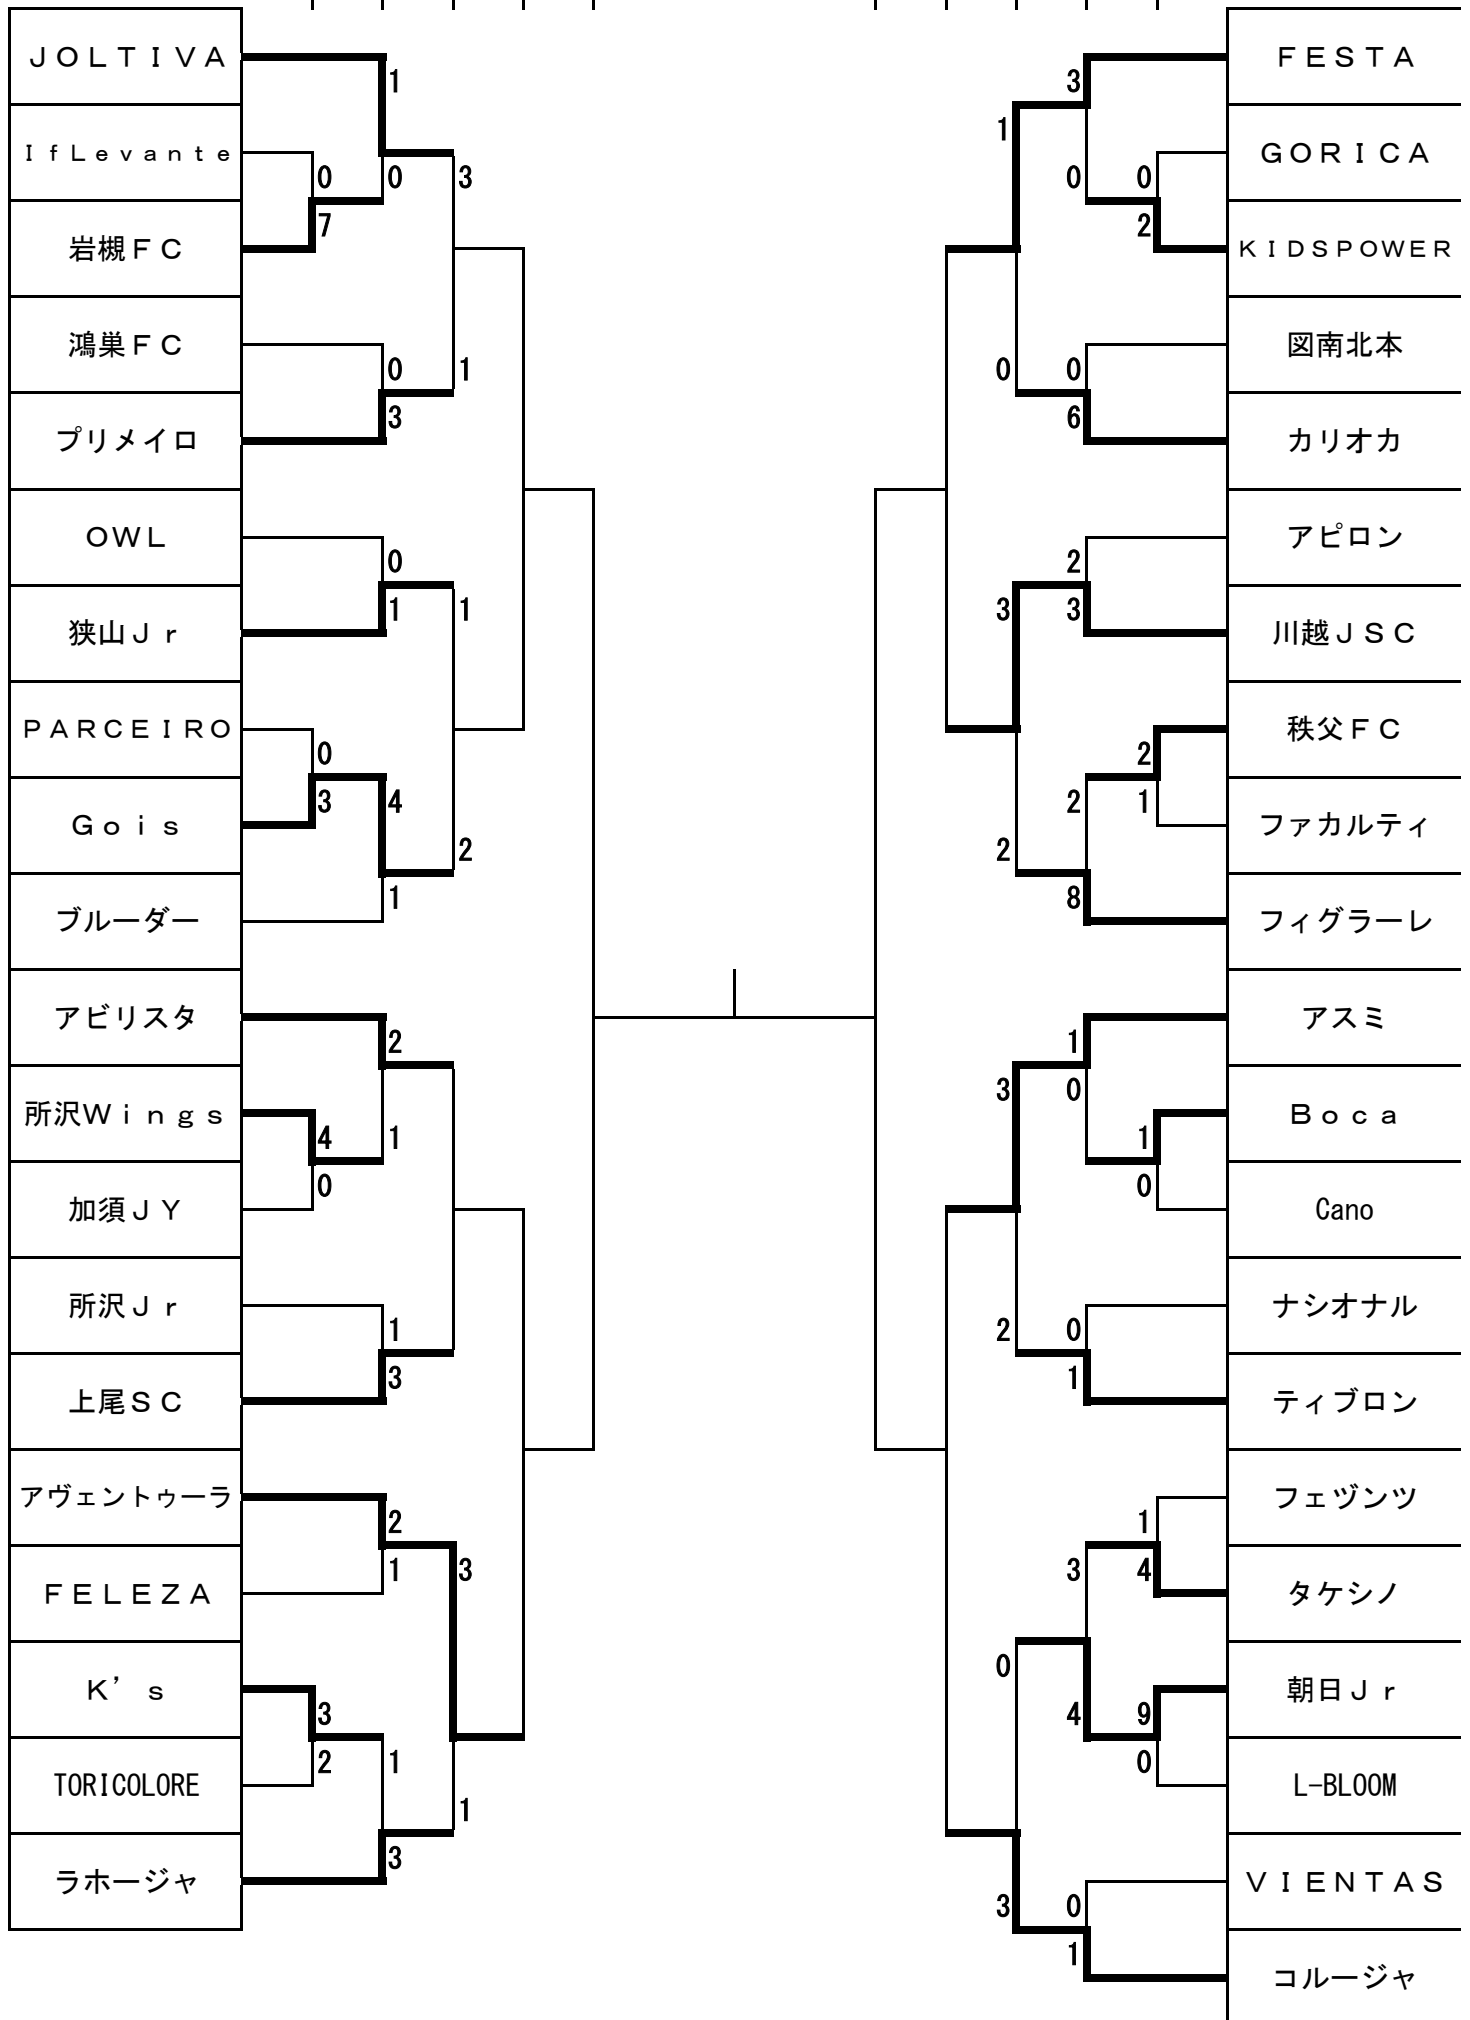 ＪＯＬＴＩＶＡ
1
ＩｆＬｅｖａｎｔｅ
0
0
3
7
岩槻ＦＣ
鴻巣ＦＣ
0
1
3
プリメイロ
ＯＷＬ
0
狭山Ｊｒ
1
1
ＰＡＲＣＥＩＲＯ
0
3
4
Ｇｏｉｓ
2
1
ブルーダー
アビリスタ
2
所沢Ｗｉｎｇｓ
4
1
0
加須ＪＹ
所沢Ｊｒ
1
3
上尾ＳＣ
アヴェントゥーラ
2
1
3
ＦＥＬＥＺＡ
Ｋ’ｓ
3
2
1
TORICOLORE
1
3
ラホージャ
ＦＥＳＴＡ
3
1
ＧＯＲＩＣＡ
0
0
2
ＫＩＤＳＰＯＷＥＲ
図南北本
0
0
6
カリオカ
アピロン
2
3
3
川越ＪＳＣ
秩父ＦＣ
2
2
1
ファカルティ
2
8
フィグラーレ
アスミ
1
3
0
Ｂｏｃａ
1
0
Cano
ナシオナル
2
0
1
ティブロン
フェヅンツ
1
3
4
タケシノ
0
朝日Ｊｒ
4
9
0
L-BLOOM
ＶＩＥＮＴＡＳ
3
0
1
コルージャ